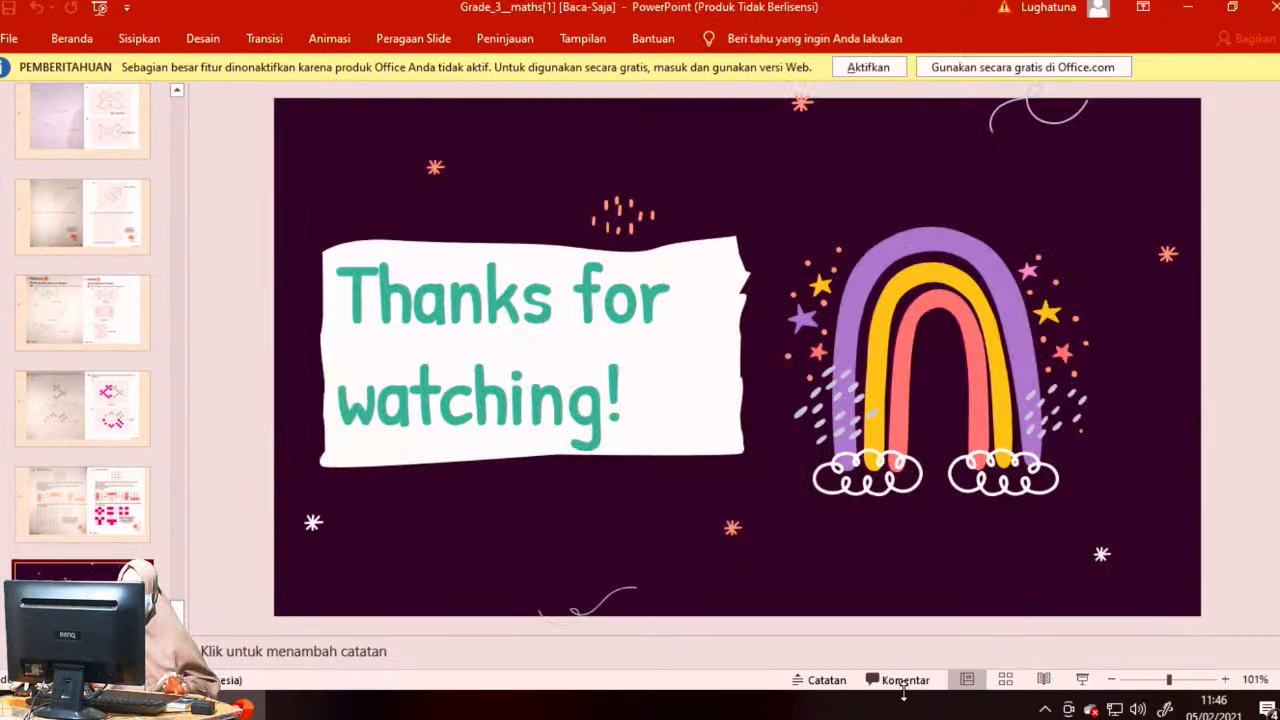 Grade_3__maths[1] [Baca-Saja] - PowerPoint (Produk Tidak Berlisensi)
Lughatuna
File Beranda Sisipkan Desain Transisi Animasi Peragaan Slide Peninjauan Tampilan Bantuan Beri tahu yang ingin Anda lakukan Bagikan
PEMBERITAHUAN Sebagian besar fitur dinonaktifkan karena produk Office Anda tidak aktif. Untuk digunakan secara gratis, masuk dan gunakan versi Web. Aktifkan Gunakan secara gratis di Office.com
Thanks for
watching!
BenQ
Klik untuk menambah catatan
esia) Catatan Komentar 101%
11:46
05/02/2021